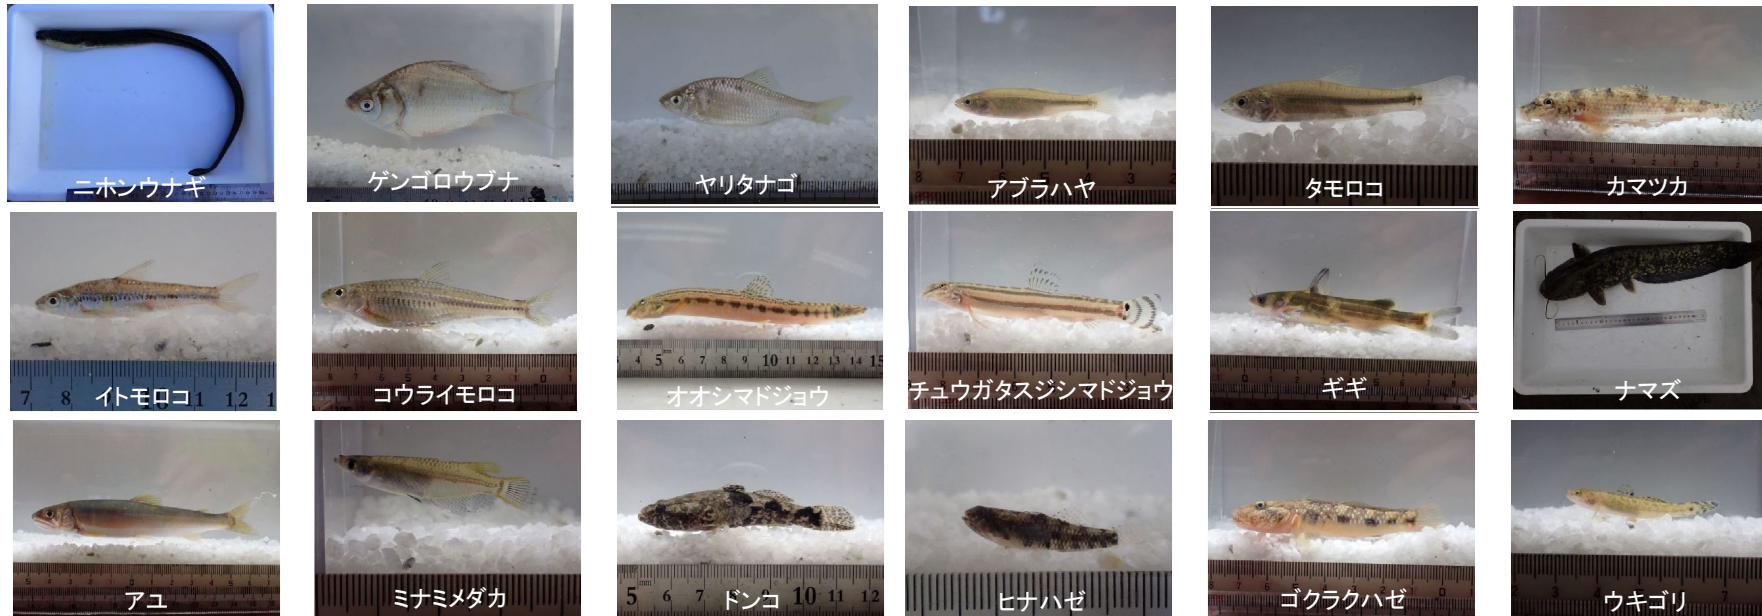 ニホンウナギ
ゲンゴロウブナ
ヤリタナゴ
アブラハヤ
タモロコ
カマツカ
イトモロコ
コウライモロコ
オオシマドジョウ
チュウガタスジシマドジョウ
ギギ
ナマズ
アユ
ミナミメダカ
ドンコ
ヒナハゼ
ゴクラクハゼ
ウキゴリ